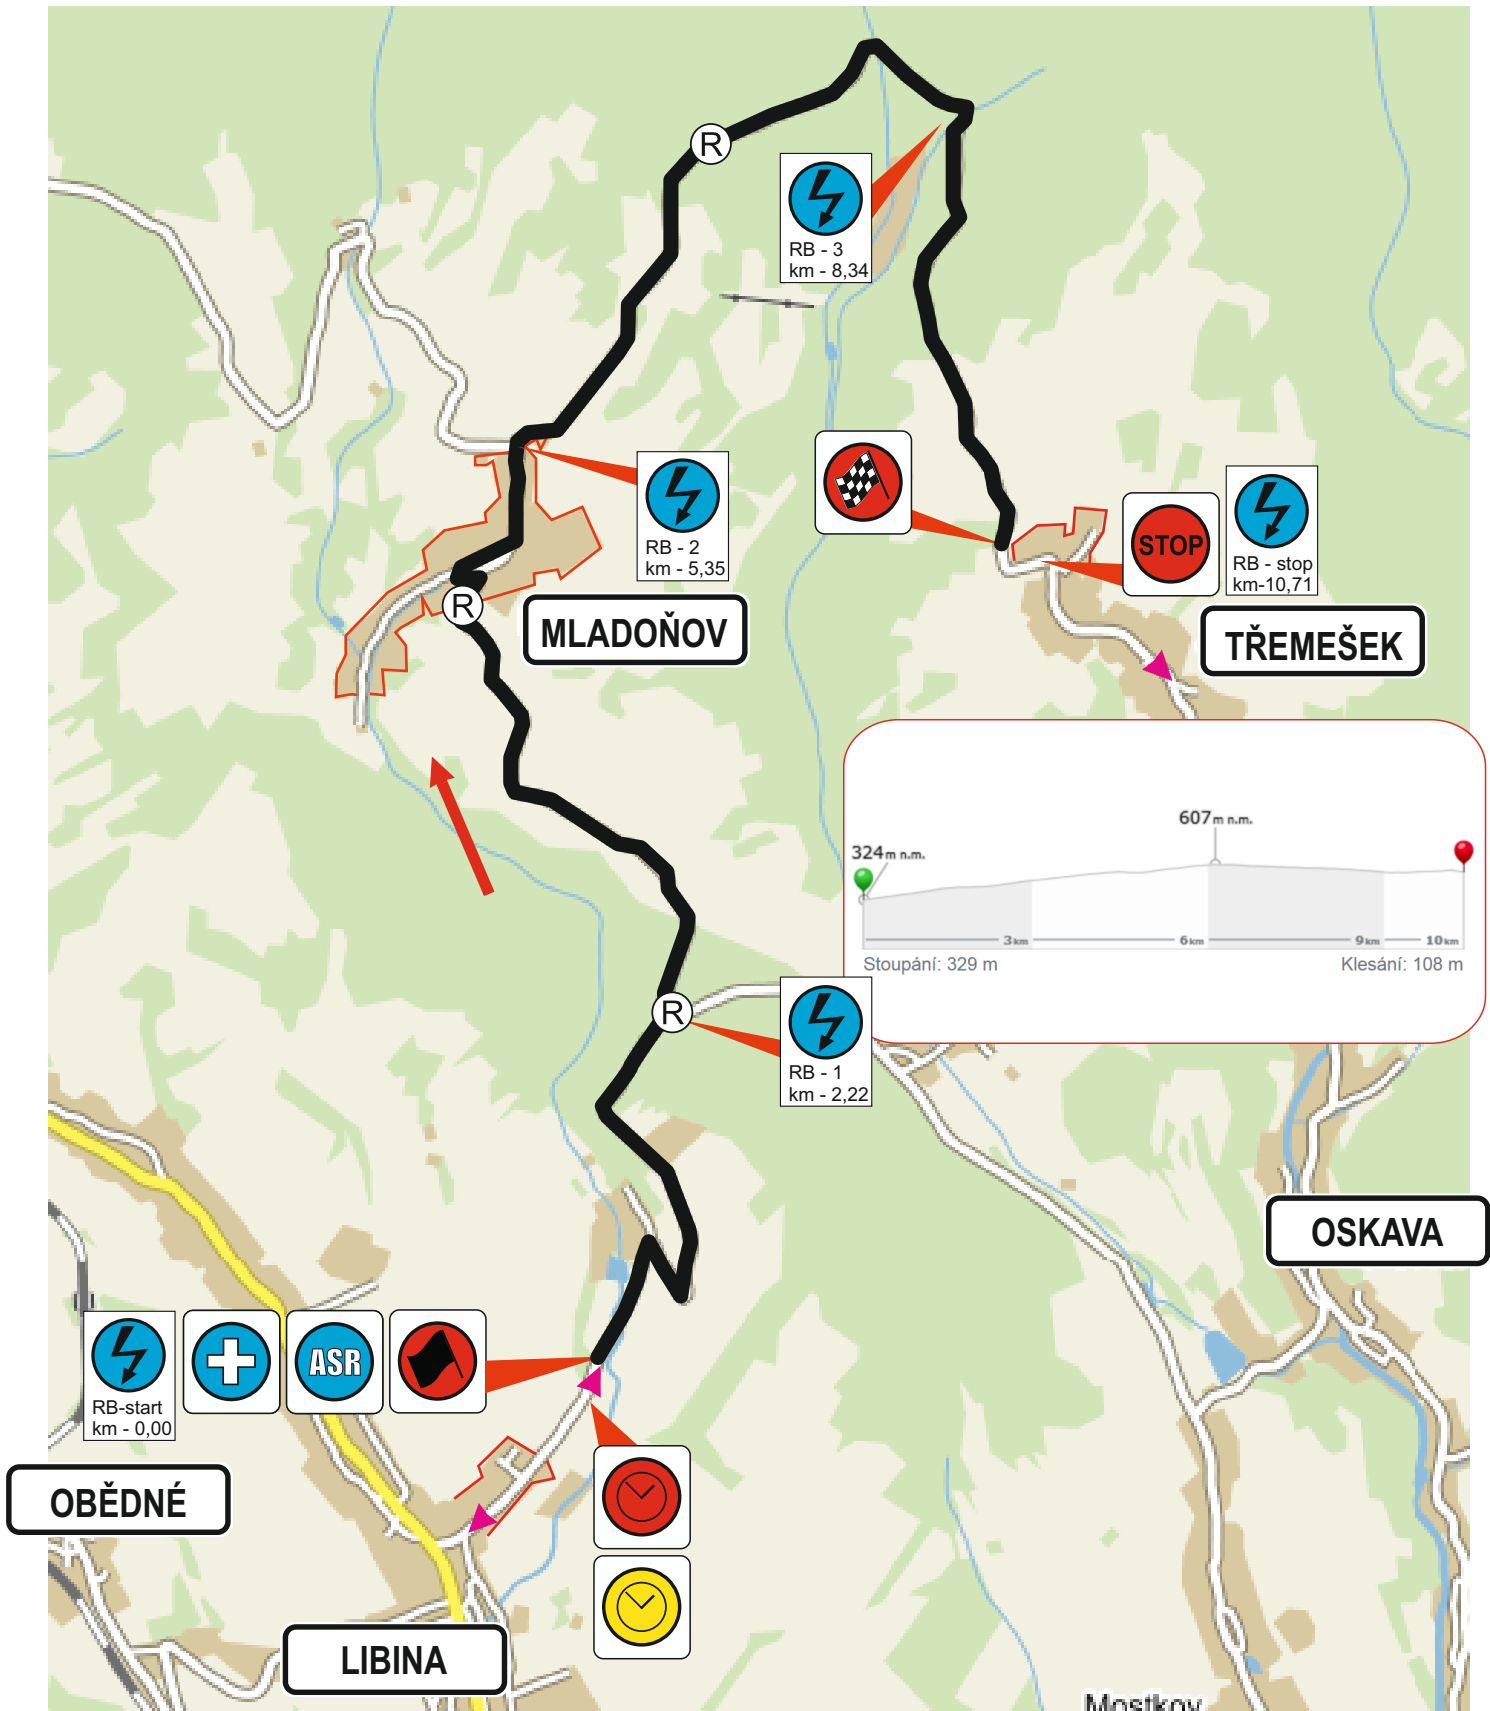 R
RB - 3
km - 8,34
RB - 2
km - 5,35
STOP
RB - stop
km-10,71
R
MLADOŇOV
TŘEMEŠEK
607 m n.m.
324 m n.m.
3 km
6 km
9 km
10 km
Stoupání: 329 m
Klesání: 108 m
R
RB - 1
km - 2,22
OSKAVA
ASR
RB-start
km - 0,00
OBĚDNÉ
LIBINA
Mostkov